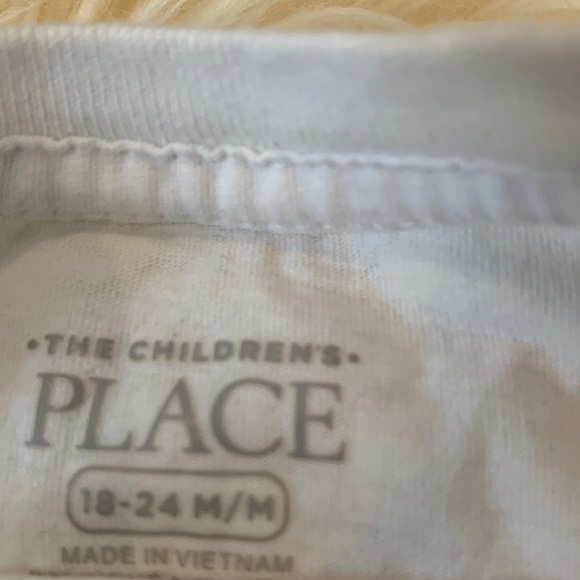 •THE CHILDREN'S•
PLACE
18-24 M/M
MADE IN VIETNAM